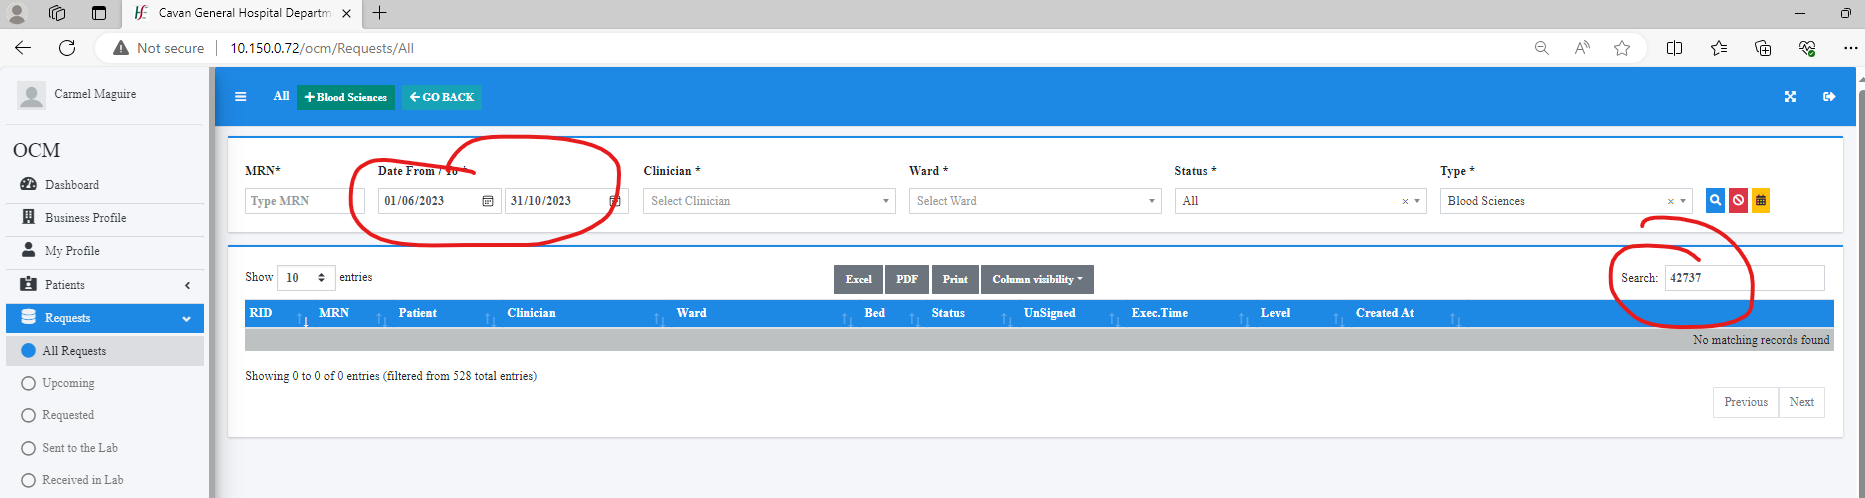 Cavan General Hospital Departm
Not secure 10.150.0.72/ocm/Requests/All
Carmel Maguire
All Blood Sciences GO BACK
OCM
Dashboard
Business Profile
My Profile
Patients
Requests
All Requests
Upcoming
Requested
Sent to the Lab
Received in Lab
MRN* Date From / To * Clinician * Ward * Status * Type *
Type MRN 01/06/2023 31/10/2023 Select Clinician Select Ward All × Blood Sciences ×
Show 10 entries Excel PDF Print Column visibility Search: 42737
RID MRN Patient Clinician Ward Bed Status UnSigned Exec.Time Level Created At
No matching records found
Showing 0 to 0 of 0 entries (filtered from 528 total entries)
Previous Next